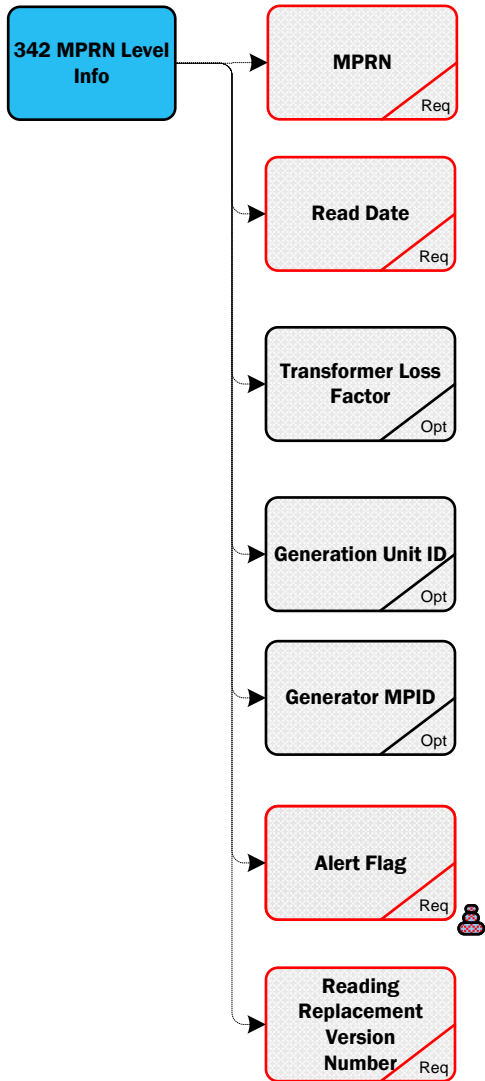 342 MPRN Level
Info
MPRN
Req
Read Date
Req
Transformer Loss
Factor
Opt
Generation Unit ID
Opt
Generator MPID
Opt
Alert Flag
Req
Reading
Replacement
Version
Number
Req